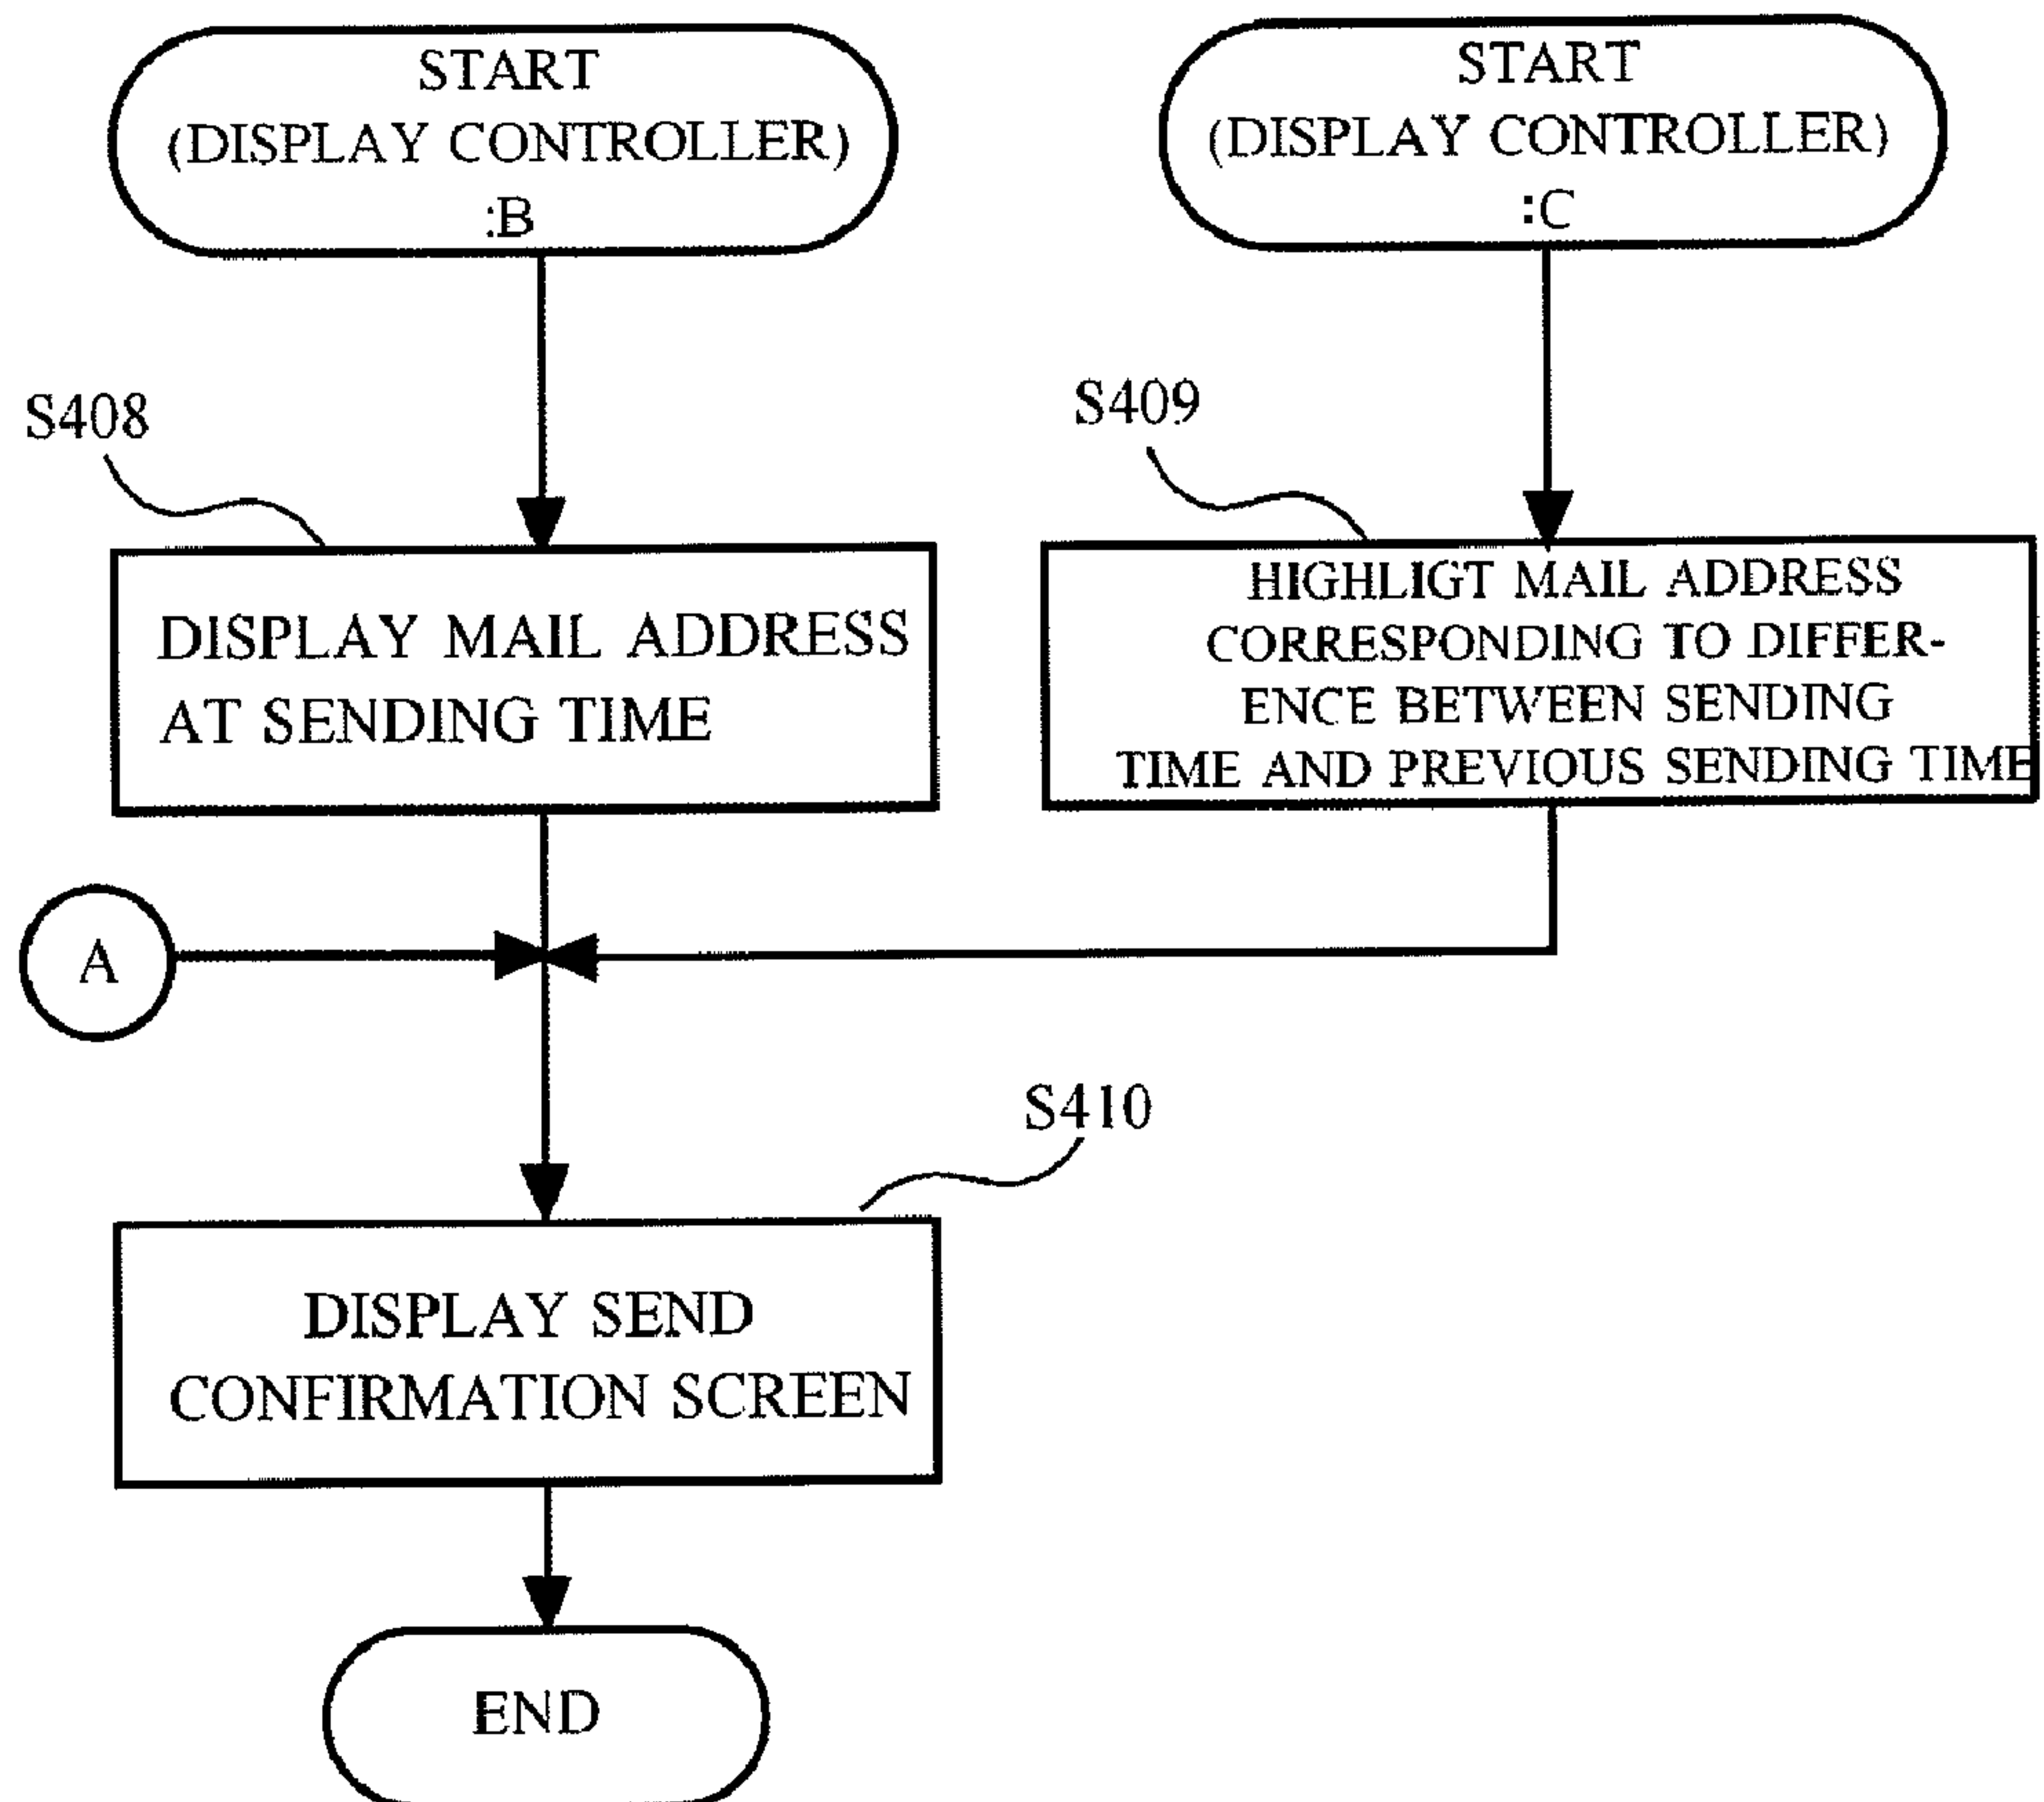 START
(DISPLAY CONTROLLER)
:B
START
(DISPLAY CONTROLLER)
:C
S408
S409
DISPLAY MAIL ADDRESS
AT SENDING TIME
HIGHLIGT MAIL ADDRESS
CORRESPONDING TO DIFFER-
ENCE BETWEEN SENDING
TIME AND PREVIOUS SENDING TIME
A
S410
DISPLAY SEND
CONFIRMATION SCREEN
END